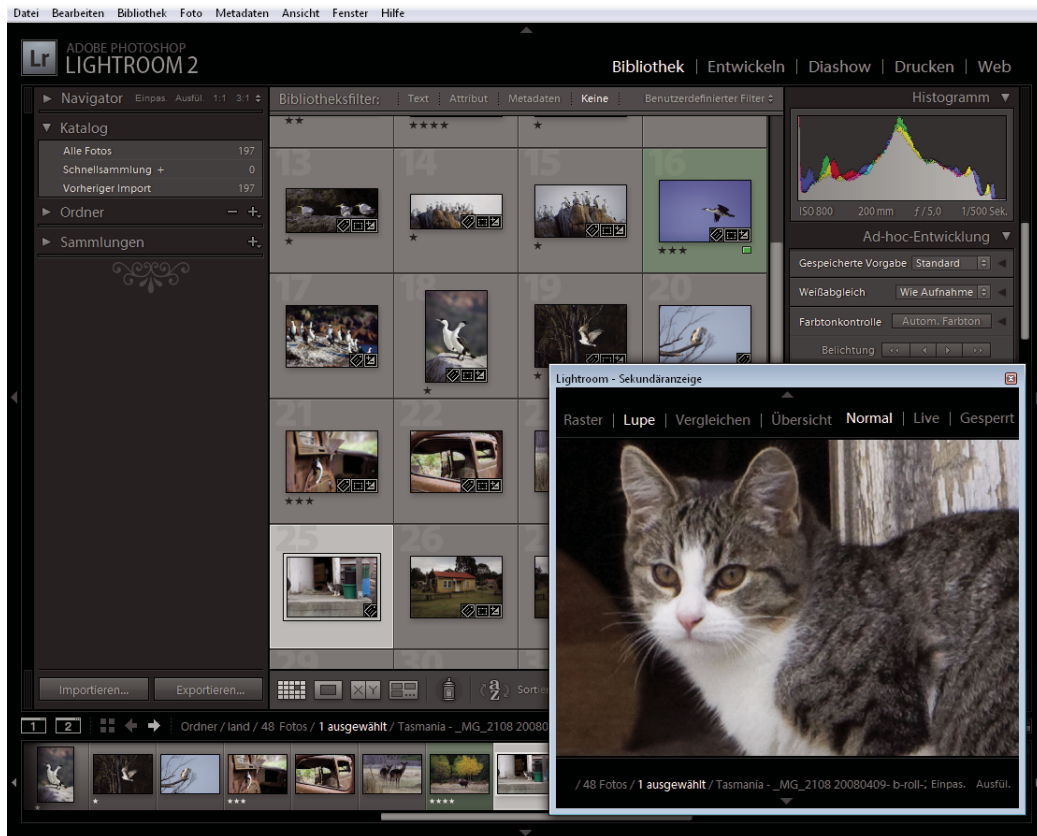 Datei Bearbeiten Bibliothek Foto Metadaten Ansicht Fenster Hilfe
Lr ADOBE PHOTOSHOP
LIGHTROOM 2
Bibliothek | Entwickeln | Diashow | Drucken | Web
Navigator Einpas. Ausfül. 1:1 3:1
Katalog
Alle Fotos 197
Schnellsammlung + 0
Vorheriger Import 197
Ordner − +
Sammlungen +
Bibliotheksfilter: Text Attribut Metadaten Keine Benutzerdefinierter Filter
13 14 15 16
17 18 19 20
21 22
25 26
29 30
Histogramm
ISO 800 200 mm f / 5,0 1/500 Sek.
Ad-hoc-Entwicklung
Gespeicherte Vorgabe Standard
Weißabgleich Wie Aufnahme
Farbtonkontrolle Autom. Farbton
Belichtung
Lightroom - Sekundäranzeige
Raster | Lupe | Vergleichen | Übersicht Normal | Live | Gesperrt
/ 48 Fotos / 1 ausgewählt / Tasmania - _MG_2108 20080409- b-roll-; Einpas. Ausfül.
Importieren... Exportieren...
X Y
a z
1 2 Ordner / land / 48 Fotos / 1 ausgewählt / Tasmania - _MG_2108 20080